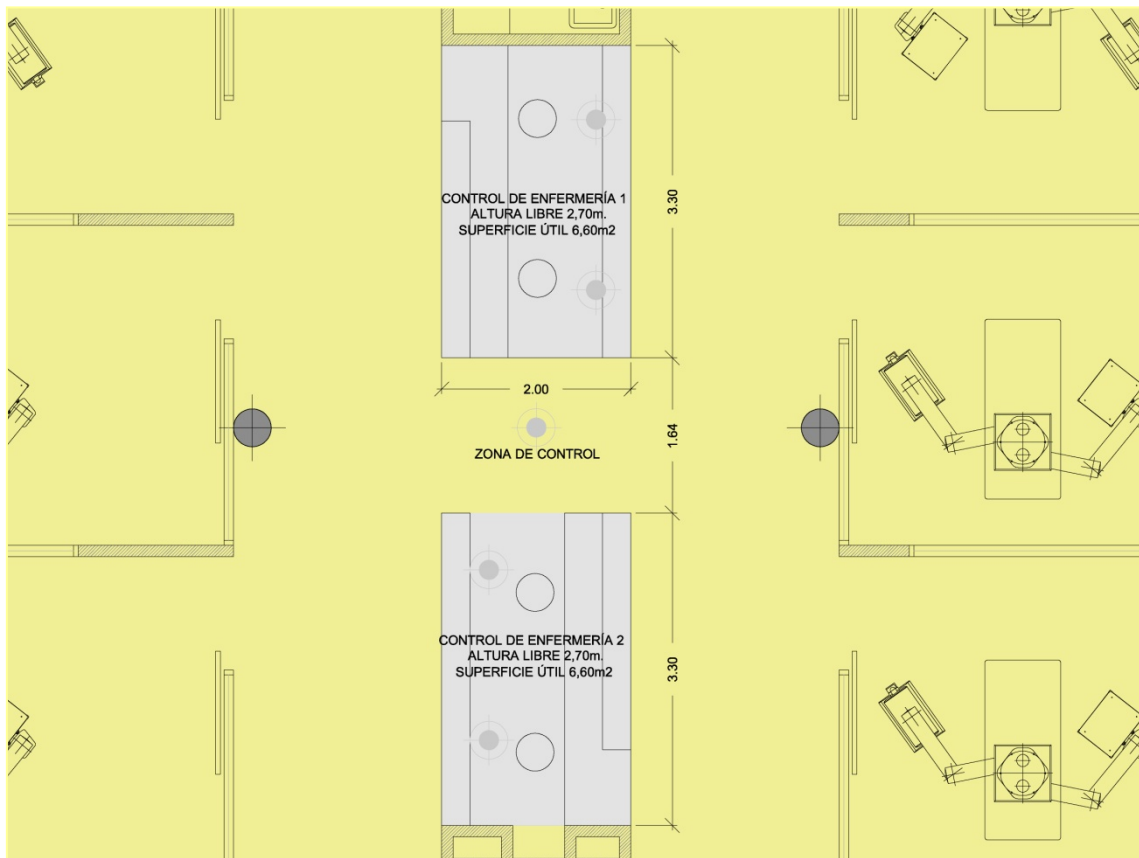 CONTROL DE ENFERMERÍA 1
ALTURA LIBRE 2,70m.
SUPERFICIE ÚTIL 6,60m2
3.30
2.00
1.64
ZONA DE CONTROL
CONTROL DE ENFERMERÍA 2
ALTURA LIBRE 2,70m.
SUPERFICIE ÚTIL 6,60m2
3.30